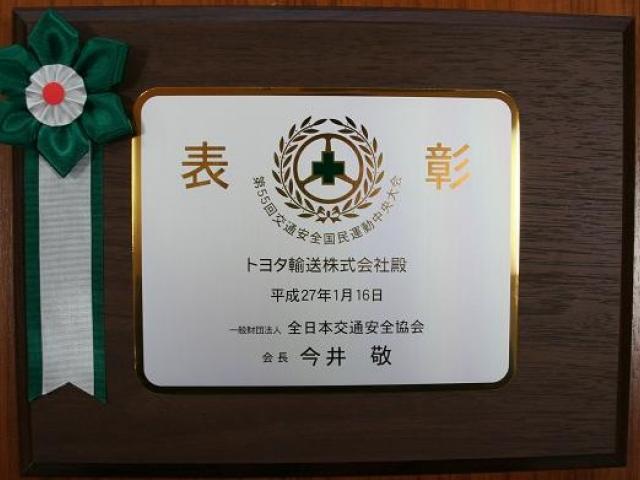 表 彰
第55回交通安全国民運動中央大会
トヨタ輸送株式会社殿
平成27年1月16日
一般財団法人 全日本交通安全協会
会長 今井 敬